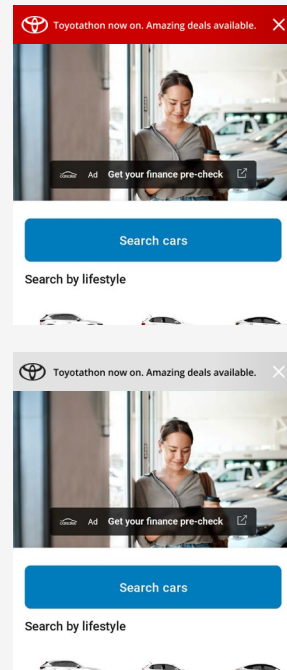 Toyotathon now on. Amazing deals available.
Ad Get your finance pre-check
Search cars
Search by lifestyle
Toyotathon now on. Amazing deals available.
Ad Get your finance pre-check
Search cars
Search by lifestyle